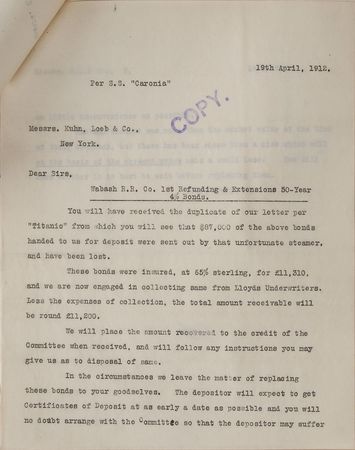 19th April, 1912.
Per S.S. "Caronia"
COPY.
Messrs. Kuhn, Loeb & Co.,
New York.
Dear Sirs,
Wabash R.R. Co. 1st Refunding & Extensions 50-Year
4% Bonds.
You will have received the duplicate of our letter per
"Titanic" from which you will see that $87,000 of the above bonds
handed to us for deposit were sent out by that unfortunate steamer,
and have been lost.
These bonds were insured, at 65% sterling, for £11,310,
and we are now engaged in collecting same from Lloyds Underwriters.
Less the expenses of collection, the total amount receivable will
be round £11,200.
We will place the amount recovered to the credit of the
Committee when received, and will follow any instructions you may
give us as to disposal of same.
In the circumstances we leave the matter of replacing
these bonds to your goodselves. The depositor will expect to get
Certificates of Deposit at as early a date as possible and you will
no doubt arrange with the Committee so that the depositor may suffer